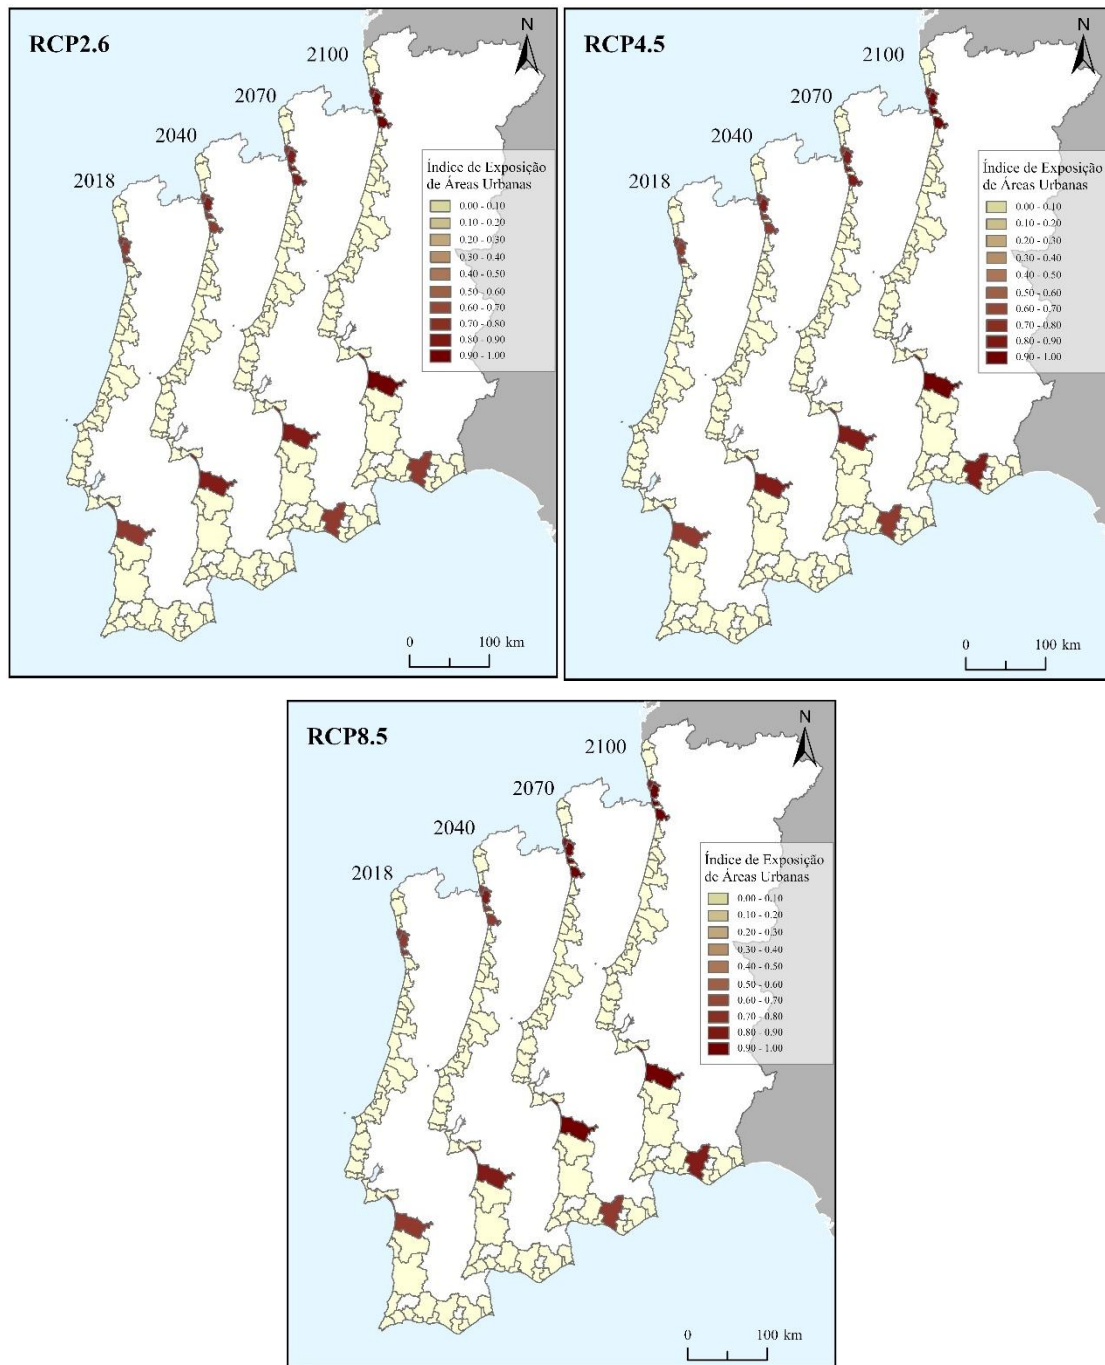 RCP2.6
N
2100
2070
2040
2018
Índice de Exposição
de Áreas Urbanas
0.00 - 0.10
0.10 - 0.20
0.20 - 0.30
0.30 - 0.40
0.40 - 0.50
0.50 - 0.60
0.60 - 0.70
0.70 - 0.80
0.80 - 0.90
0.90 - 1.00
0 100 km
RCP4.5
N
2100
2070
2040
2018
Índice de Exposição
de Áreas Urbanas
0.00 - 0.10
0.10 - 0.20
0.20 - 0.30
0.30 - 0.40
0.40 - 0.50
0.50 - 0.60
0.60 - 0.70
0.70 - 0.80
0.80 - 0.90
0.90 - 1.00
0 100 km
RCP8.5
N
2100
2070
2040
2018
Índice de Exposição
de Áreas Urbanas
0.00 - 0.10
0.10 - 0.20
0.20 - 0.30
0.30 - 0.40
0.40 - 0.50
0.50 - 0.60
0.60 - 0.70
0.70 - 0.80
0.80 - 0.90
0.90 - 1.00
0 100 km